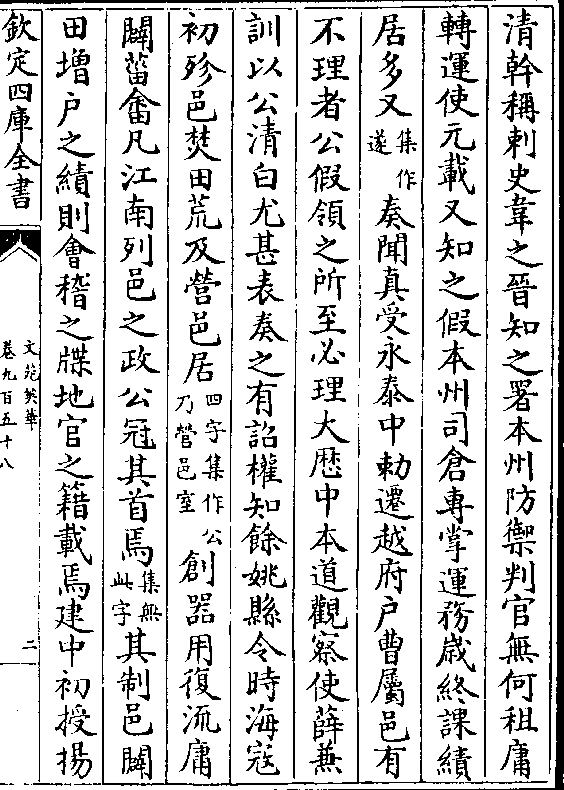 清幹稱刺史韋之晉知之署本州防禦判官無何租庸
轉運使元載又知之假本州司倉專掌運務歲終課績
居多又集作遂奏聞真受永泰中勅遷越府户曹屬邑有
不理者公假領之所至必理大厯中本道觀察使薛兼
訓以公清白尤甚表奏之有詔權知餘姚縣令時海寇
初殄邑焚田荒及營邑居四字集作乃營邑室公創器用復流庸
闢菑畬凡江南列邑之政公冠其首焉集無此字其制邑闢
田增户之績則會稽之牒地官之籍載焉建中初授揚
欽定四庫全書
文苑英華
卷九百五十八
二